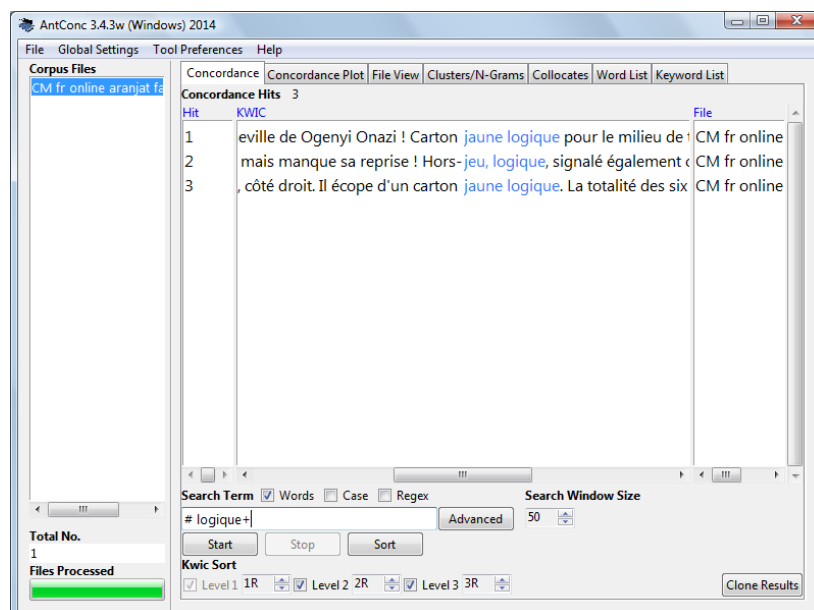 AntConc 3.4.3w (Windows) 2014
File Global Settings Tool Preferences Help
Corpus Files
CM fr online aranjat fa
Concordance Concordance Plot File View Clusters/N-Grams Collocates Word List Keyword List
Concordance Hits 3
Hit KWIC File
1 eville de Ogenyi Onazi ! Carton jaune logique pour le milieu de CM fr online
2 mais manque sa reprise ! Hors-jeu, logique, signalé également CM fr online
3 , côté droit. Il écope d'un carton jaune logique. La totalité des six CM fr online
Search Term Words Case Regex Search Window Size
# logique+ Advanced 50
Total No.
Start Stop Sort
1
Kwic Sort
Files Processed
Level 1 1R Level 2 2R Level 3 3R Clone Results